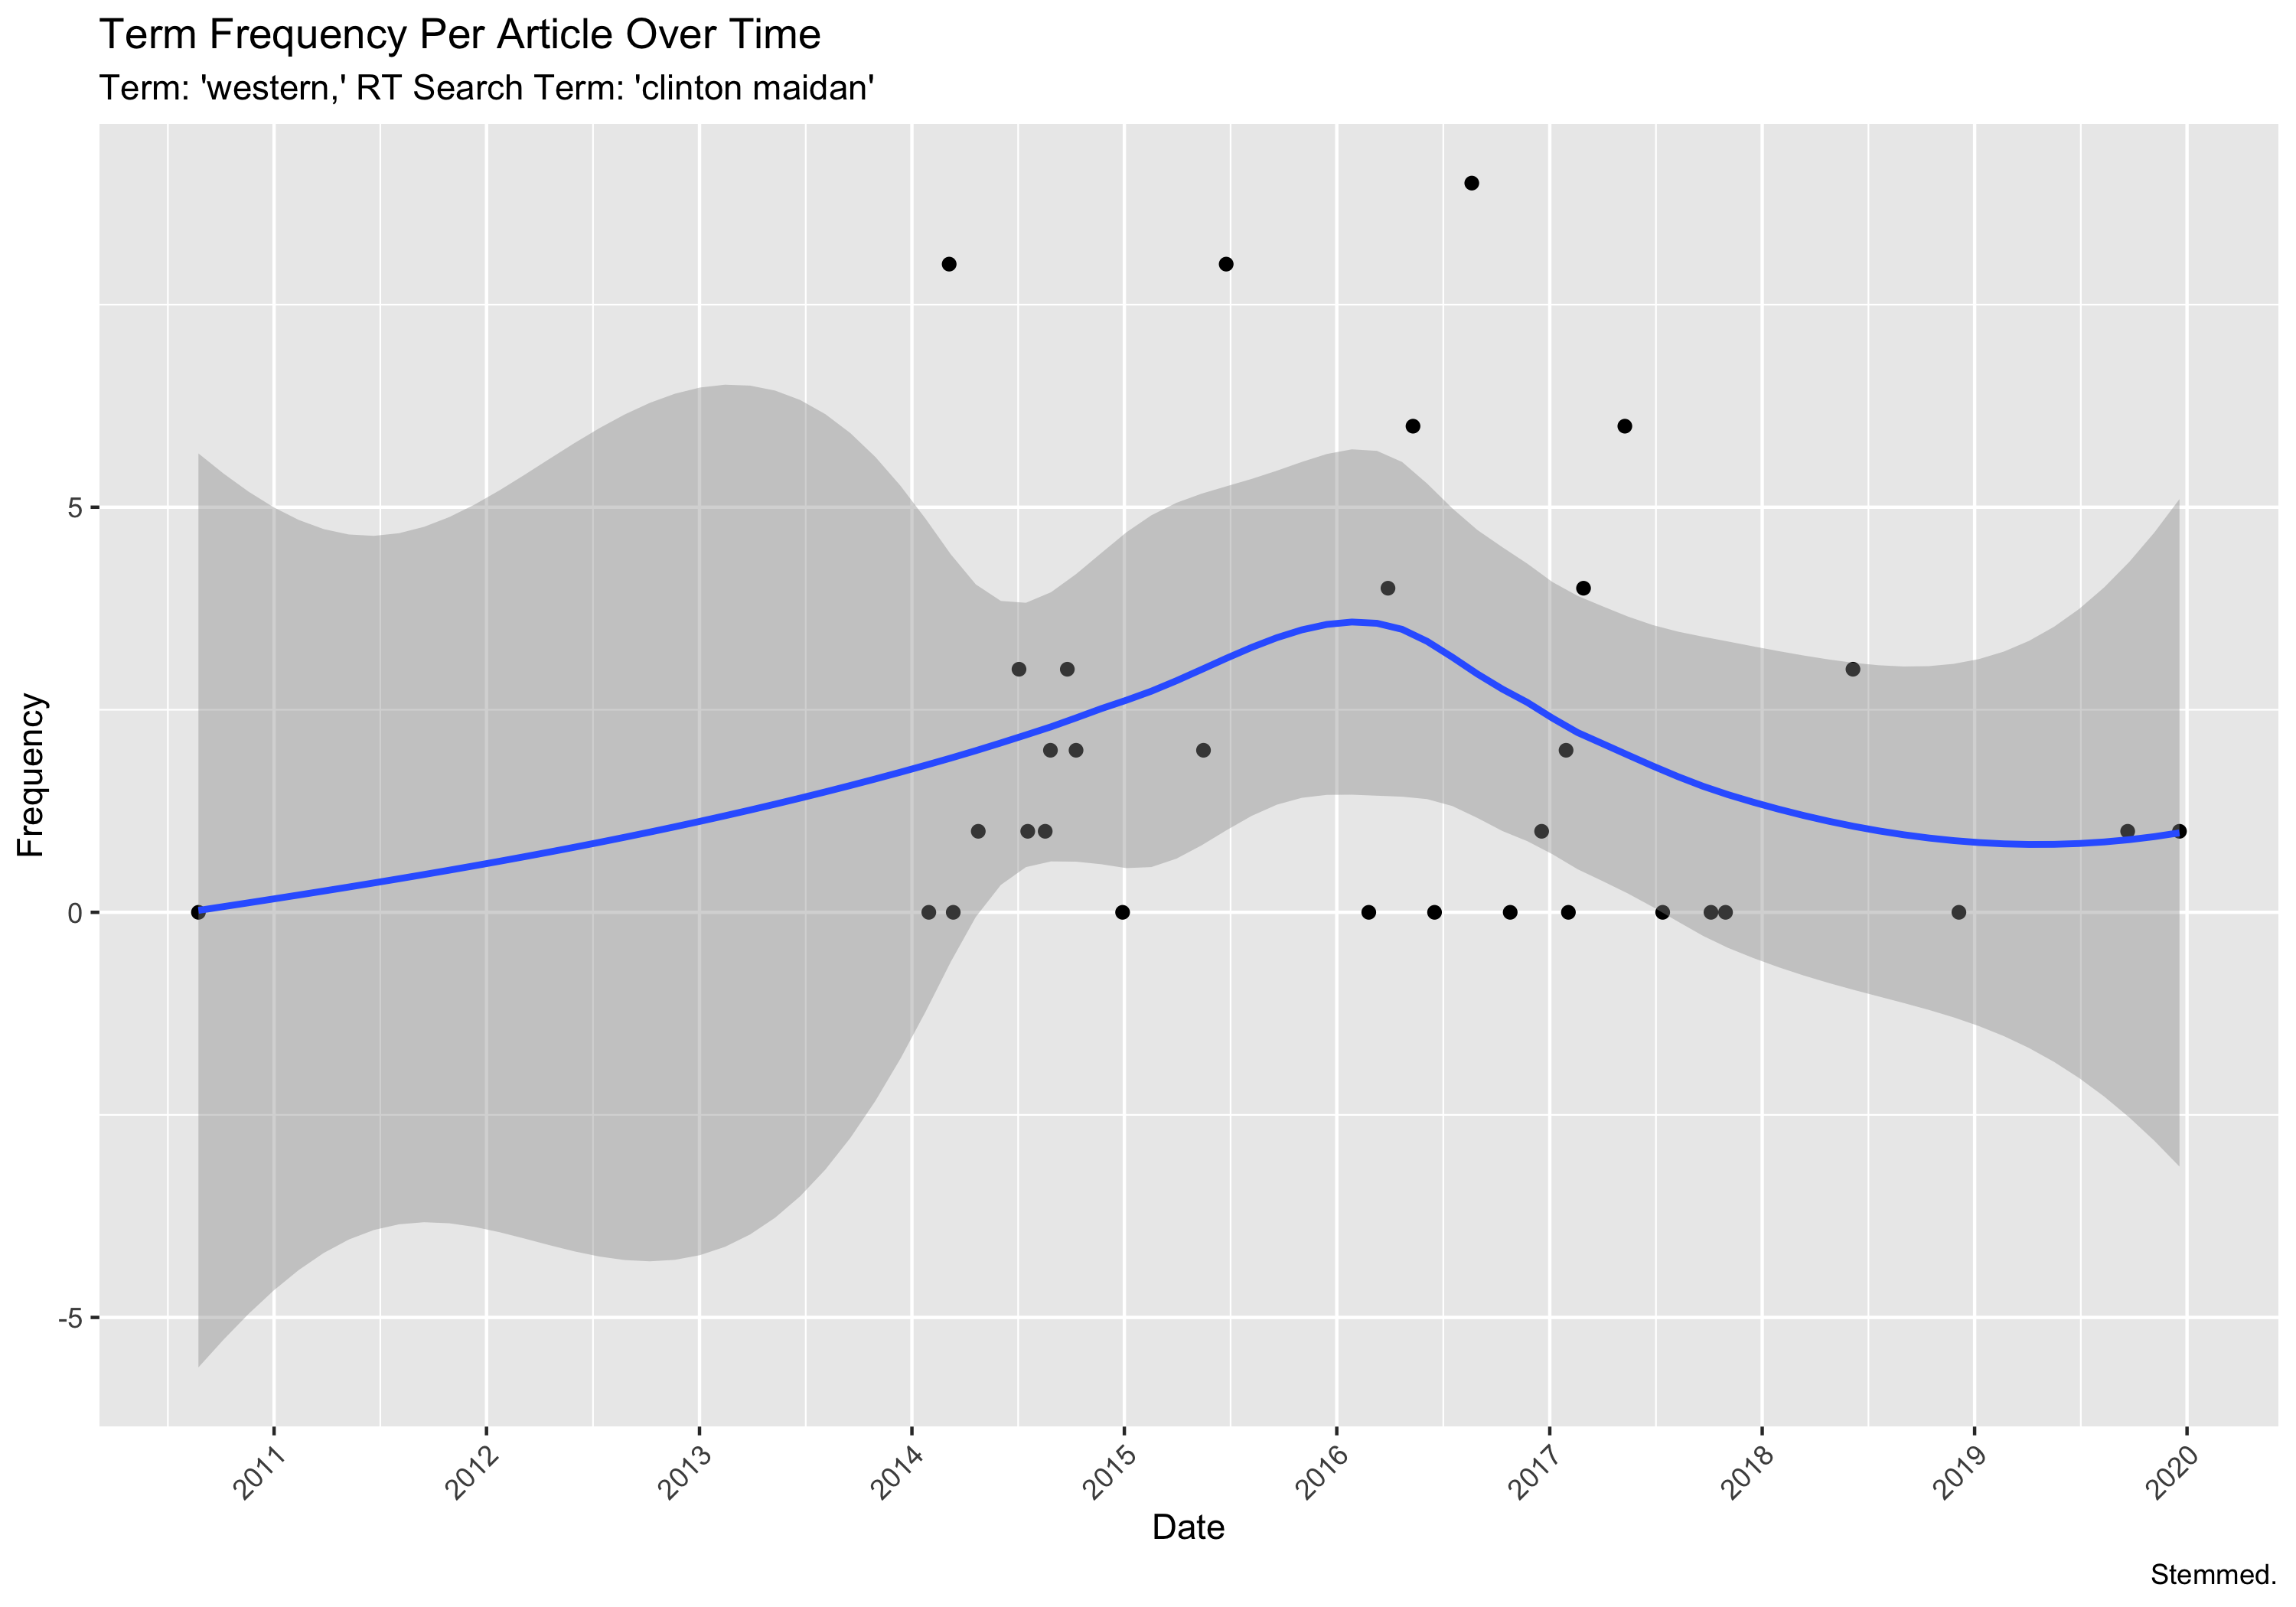 Term Frequency Per Article Over Time
Term: 'western,' RT Search Term: 'clinton maidan'
Frequency
5
0
-5
2011
2012
2013
2014
2015
2016
2017
2018
2019
2020
Date
Stemmed.